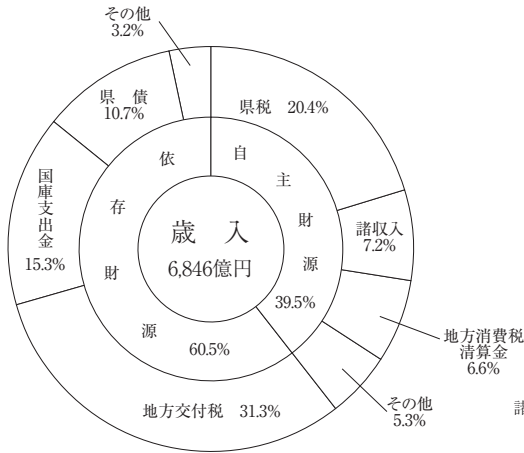 その他
3.2%
県税 20.4%
諸収入
7.2%
地方消費税
清算金
6.6%
その他
5.3%
地方交付税 31.3%
国庫支出金
15.3%
県 債
10.7%
自主財源
39.5%
依存財源
60.5%
歳 入
6,846億円